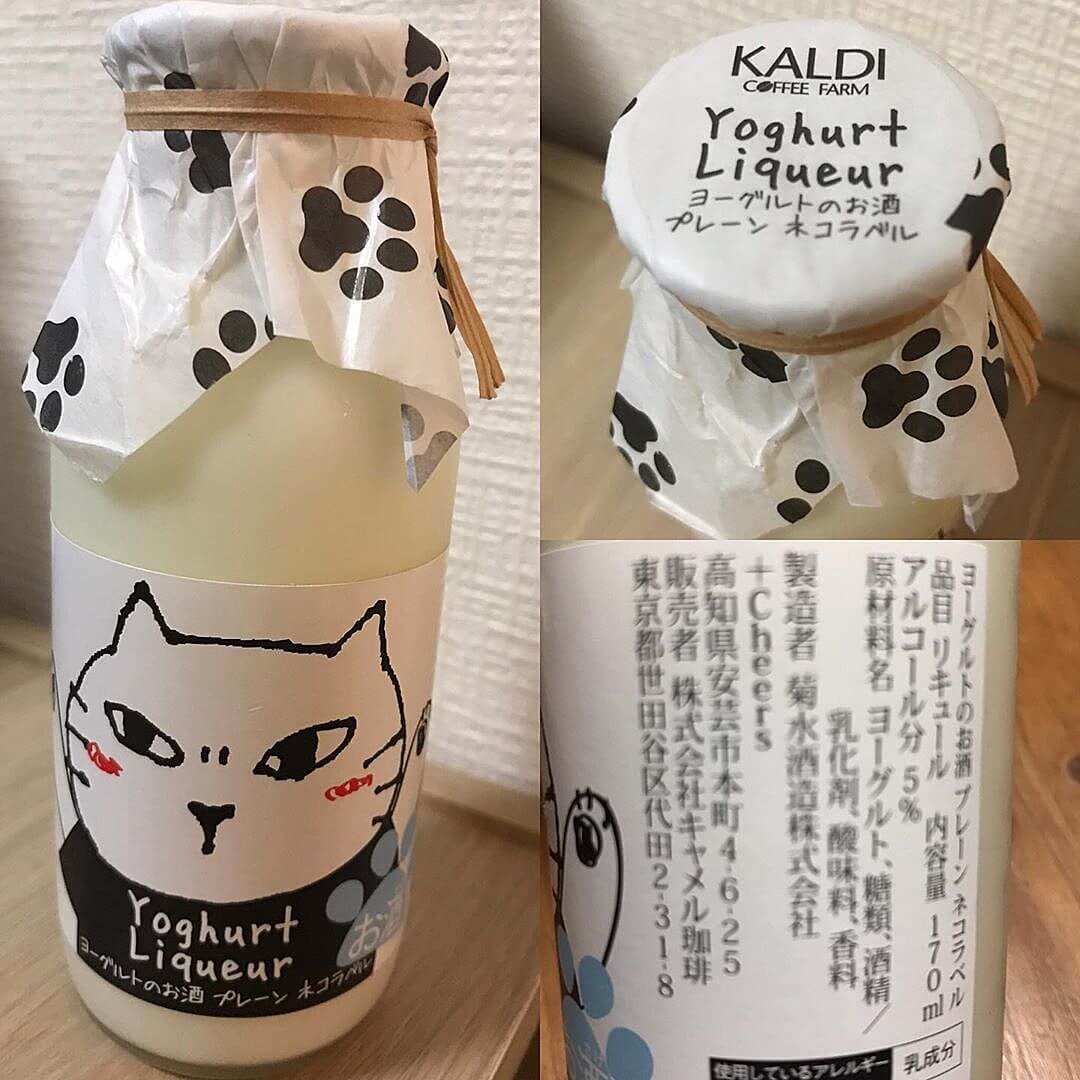 Yoghurt
Liqueur
ヨーグルトのお酒 プレーン ネコラベル
お酒
KALDI
COFFEE FARM
Yoghurt
Liqueur
ヨーグルトのお酒
プレーン ネコラベル
ヨーグルトのお酒 プレーン ネコラベル
品目 リキュール 内容量 170ml
アルコール分 5%
原材料名 ヨーグルト、糖類、酒精/
乳化剤、酸味料、香料
製造者 菊水酒造株式会社
+Cheers
高知県安芸市本町4-6-25
販売者 株式会社キャメル珈琲
東京都世田谷区代田2-31-8
使用しているアレルギー
乳成分